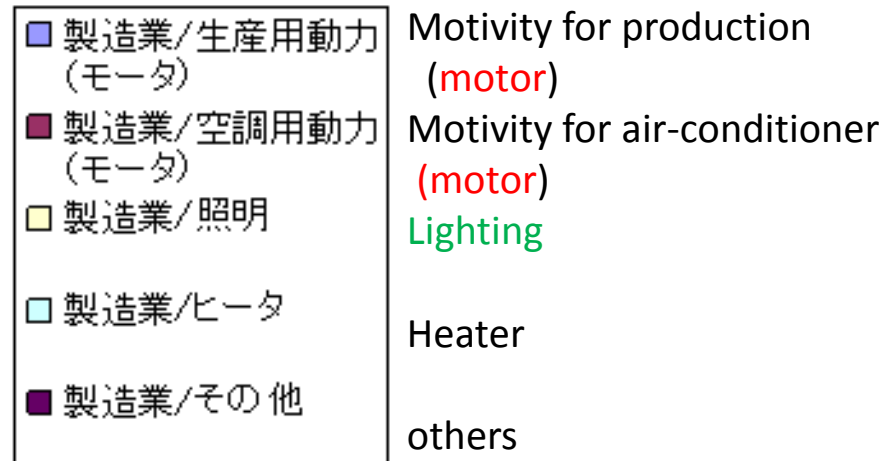 製造業/生産用動力
(モータ)
製造業/空調用動力
(モータ)
製造業/照明
製造業/ヒータ
製造業/その他
Motivity for production
(motor)
Motivity for air-conditioner
(motor)
Lighting
Heater
others